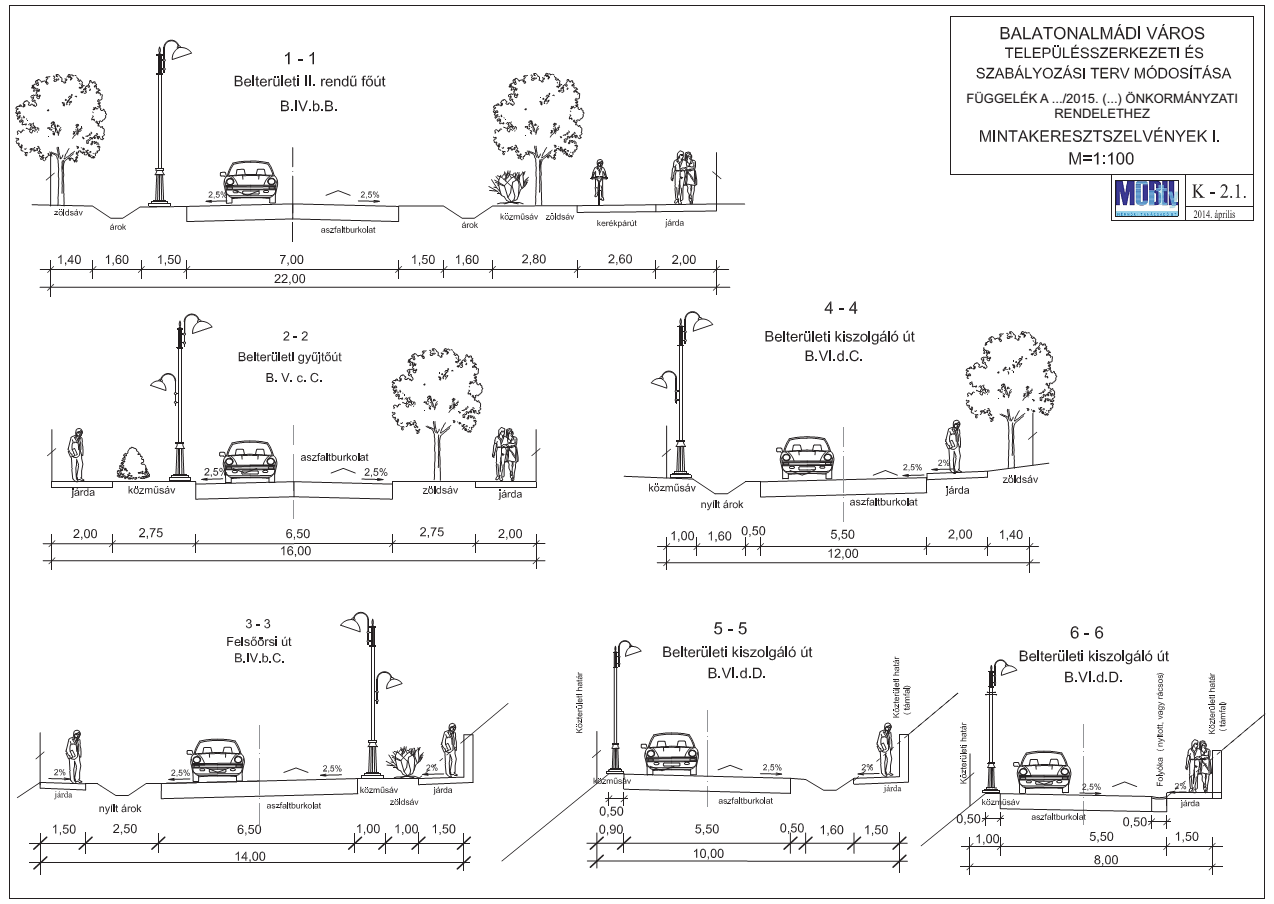 BALATONALMÁDI VÁROS
TELEPÜLÉSSZERKEZETI ÉS
SZABÁLYOZÁSI TERV MÓDOSÍTÁSA
FÜGGELÉK A .../2015. (...) ÖNKORMÁNYZATI
RENDELETHEZ
MINTAKERESZTSZELVÉNYEK I.
M=1:100
MOBIL
K - 2.1.
2014. április
1 - 1
Belterületi II. rendű főút
B.IV.b.B.
2,5% 2,5%
zöldsáv árok aszfaltburkolat árok közműsáv zöldsáv kerékpárút járda
1,40 1,60 1,50 7,00 1,50 1,60 2,80 2,60 2,00
22,00
2 - 2
Belterületi gyűjtőút
B. V. c. C.
aszfaltburkolat
2,5% 2,5%
járda közműsáv zöldsáv járda
2,00 2,75 6,50 2,75 2,00
16,00
4 - 4
Belterületi kiszolgáló út
B.VI.d.C.
2,5% 2%
közműsáv nyílt árok aszfaltburkolat járda zöldsáv
1,00 1,60 0,50 5,50 2,00 1,40
12,00
3 - 3
Felsőörsi út
B.IV.b.C.
2% 2,5% 2,5% 2%
járda nyílt árok aszfaltburkolat közműsáv zöldsáv járda
1,50 2,50 6,50 1,00 1,00 1,50
14,00
5 - 5
Belterületi kiszolgáló út
B.VI.d.D.
Közterületi határ
Közterületi határ
( támfal)
2,5% 2%
közműsáv aszfaltburkolat járda
0,50
0,90 5,50 0,50 1,60 1,50
10,00
6 - 6
Belterületi kiszolgáló út
B.VI.d.D.
Közterületi határ
Folyóka ( nyitott, vagy rácsos)
Közterületi határ
( támfal)
2,5% 2%
közműsáv aszfaltburkolat járda
0,50 0,50
1,00 5,50 1,50
8,00